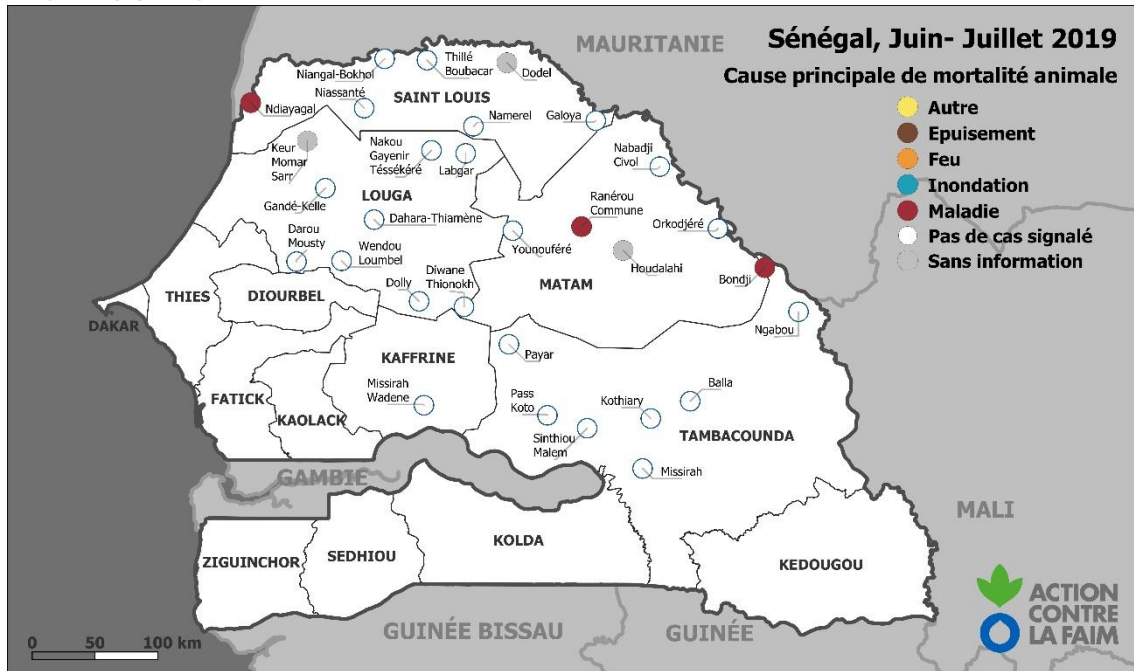 MAURITANIE
Sénégal, Juin- Juillet 2019
Cause principale de mortalité animale
Autre
Epuisement
Feu
Inondation
Maladie
Pas de cas signalé
Sans information
Niangal-Bokhol
Thillé
Boubacar
Dodel
Niassanté
SAINT LOUIS
Ndiayagal
Namerel
Galoya
Keur
Momar
Sarr
Nakou
Gayenir
Téssékéré
Labgar
Nabadji
Civol
Gandé-Kelle
LOUGA
Ranérou
Commune
Dahara-Thiamène
Orkodjéré
Darou
Mousty
Wendou
Loumbel
Younouféré
Houdalahi
Diwane
Thionokh
Dolly
MATAM
Bondji
THIES
DIOURBEL
DAKAR
Ngabou
KAFFRINE
Payar
Missirah
Wadene
Pass
Koto
Kothiary
Balla
FATICK
KAOLACK
Sinthiou
Malem
TAMBACOUNDA
GAMBIE
Missirah
MALI
ZIGUINCHOR
SEDHIOU
KOLDA
KEDOUGOU
GUINÉE BISSAU
GUINÉE
0 50 100 km
ACTION
CONTRE
LA FAIM